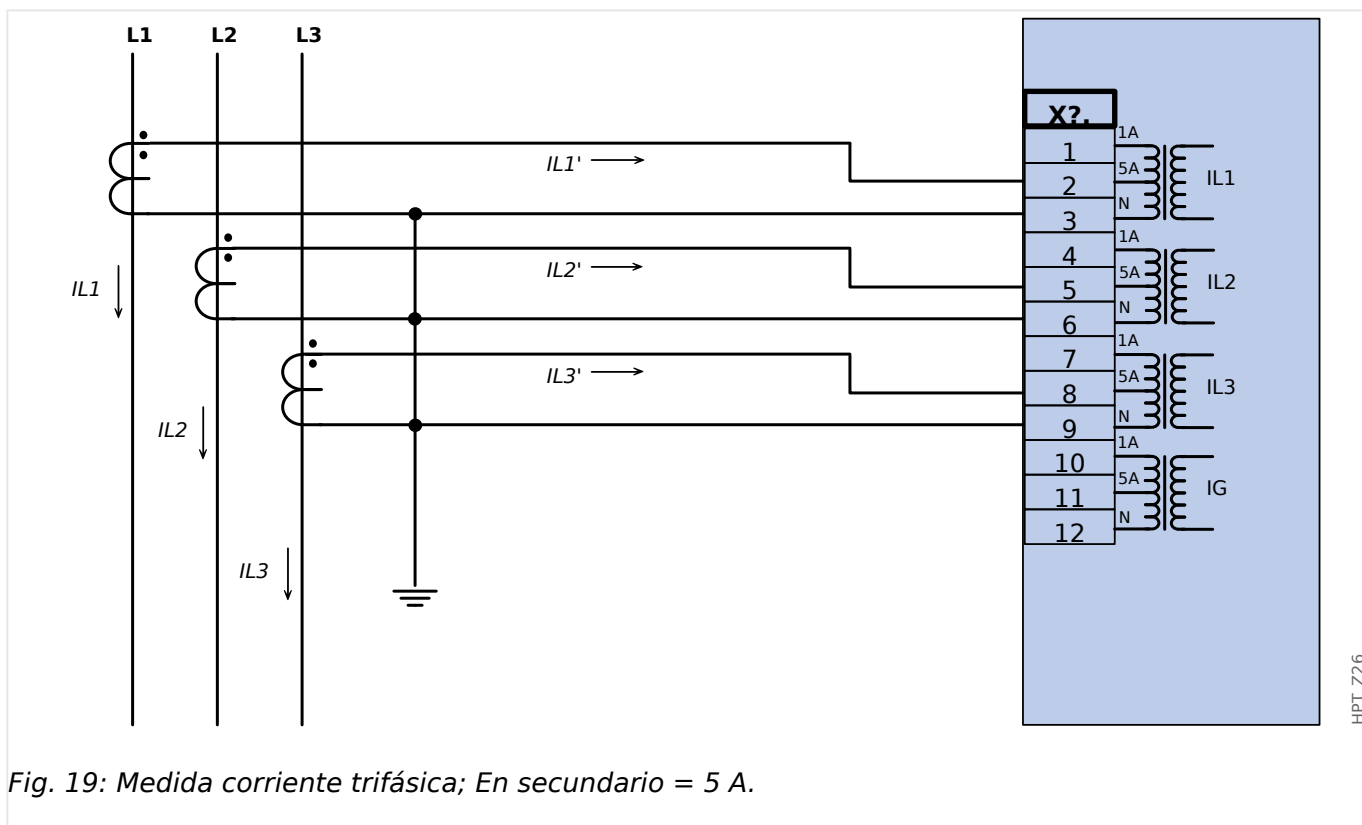 L1 L2 L3
X?.
1A
1
IL1'
5A
IL1
2
N
3
1A
4
IL2'
5A
IL2
IL1
5
N
6
1A
7
IL3'
5A
IL3
8
N
IL2
9
1A
10
5A
IG
11
N
12
IL3
HPT_Z26
Fig. 19: Medida corriente trifásica; En secundario = 5 A.